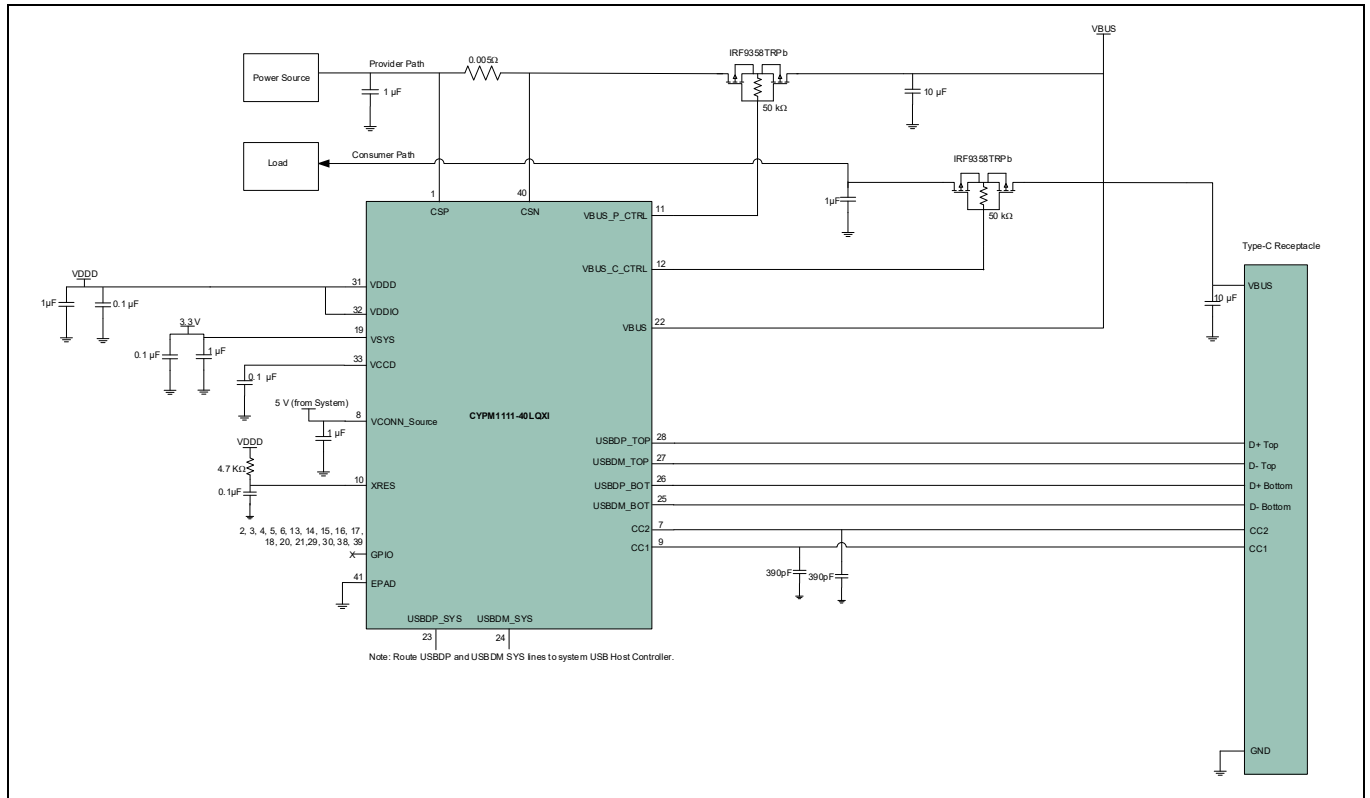 VBUS
IRF9358TRPb
Provider Path
0.005Ω
Power Source
1 µF
10 µF
50 kΩ
IRF9358TRPb
Consumer Path
Load
1
40
1µF
50 kΩ
CSP
CSN
VBUS_P_CTRL
11
Type-C Receptacle
VBUS_C_CTRL
12
VDDD
31
VDDD
VBUS
1µF
0.1 µF
10 µF
32
VDDIO
3.3 V
19
VSYS
VBUS
22
0.1 µF
1 µF
33
VCCD
0.1 µF
5 V (from System)
8
VCONN_Source
CYPM1111-40LQXI
1 µF
VDDD
USBDP_TOP
28
D+ Top
4.7 KΩ
USBDM_TOP
27
D- Top
10
XRES
USBDP_BOT
26
D+ Bottom
0.1µF
USBDM_BOT
25
D- Bottom
2, 3, 4, 5, 6, 13, 14, 15, 16, 17,
18, 20, 21,29, 30, 38, 39
CC2
7
CC2
X
GPIO
CC1
9
CC1
390pF
390pF
41
EPAD
USBDP_SYS
USBDM_SYS
23
24
Note: Route USBDP and USBDM SYS lines to system USB Host Controller.
GND